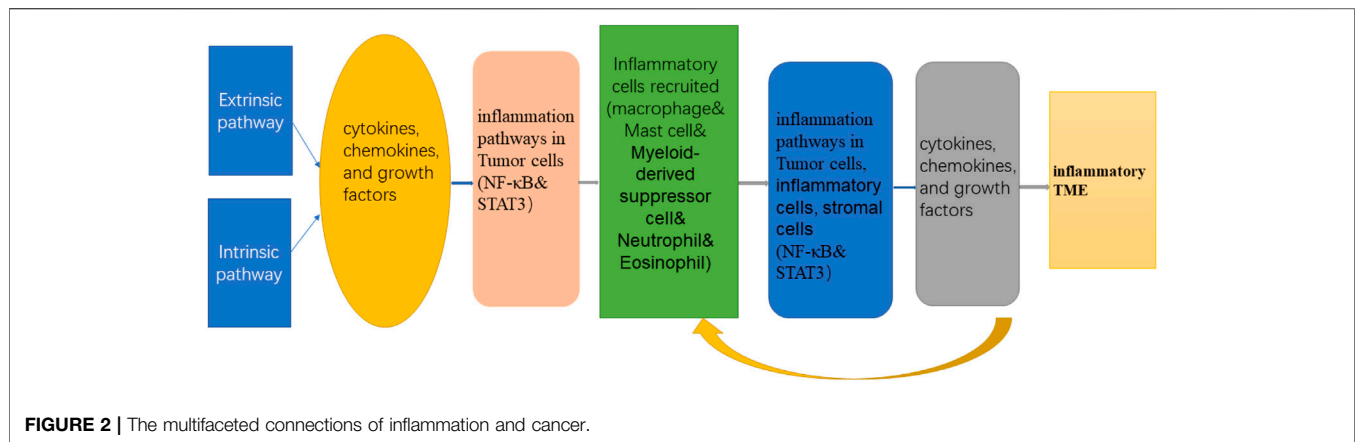 Extrinsic
pathway
Intrinsic
pathway
cytokines,
chemokines,
and growth
factors
inflammation
pathways in
Tumor cells
(NF-κB&
STAT3）
Inflammatory
cells recruited
(macrophage&
Mast cell&
Myeloid-
derived
suppressor
cell&
Neutrophil&
Eosinophil)
inflammation
pathways in
Tumor cells,
inflammatory
cells, stromal
cells
(NF-κB&
STAT3）
cytokines,
chemokines,
and growth
factors
inflammatory
TME
FIGURE 2 | The multifaceted connections of inflammation and cancer.